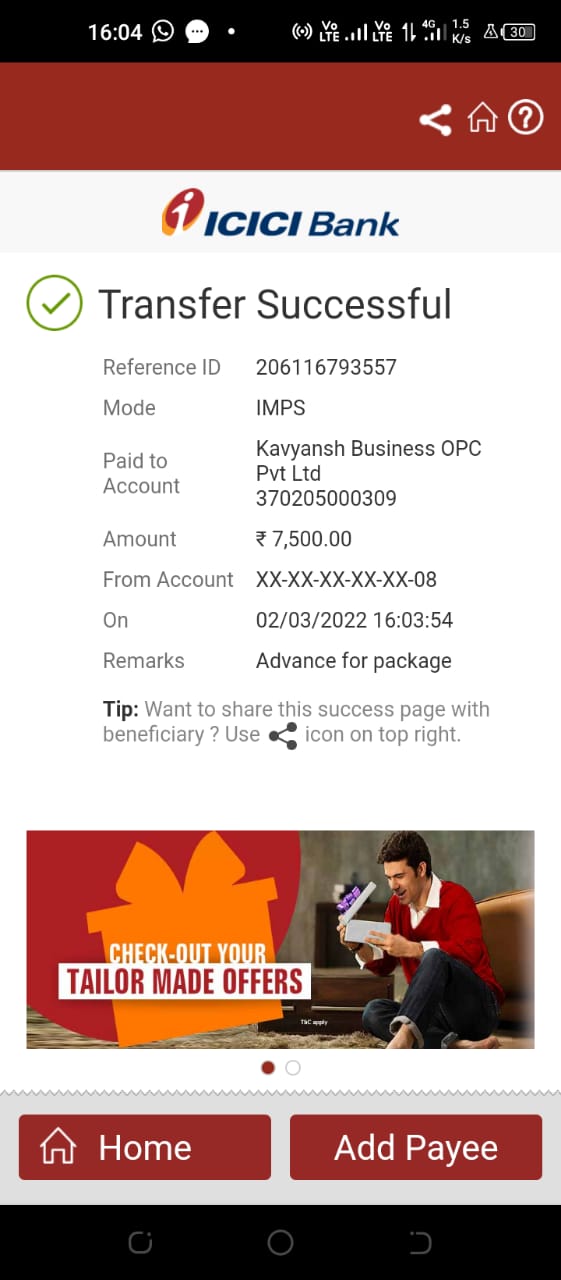 16:04
Vo LTE Vo LTE 4G 1.5 K/s 30
ICICI Bank
Transfer Successful
Reference ID 206116793557
Mode IMPS
Paid to Account Kavyansh Business OPC
Pvt Ltd
370205000309
Amount ₹ 7,500.00
From Account XX-XX-XX-XX-XX-08
On 02/03/2022 16:03:54
Remarks Advance for package
Tip: Want to share this success page with
beneficiary ? Use icon on top right.
CHECK-OUT YOUR
TAILOR MADE OFFERS
T&C apply
Home Add Payee